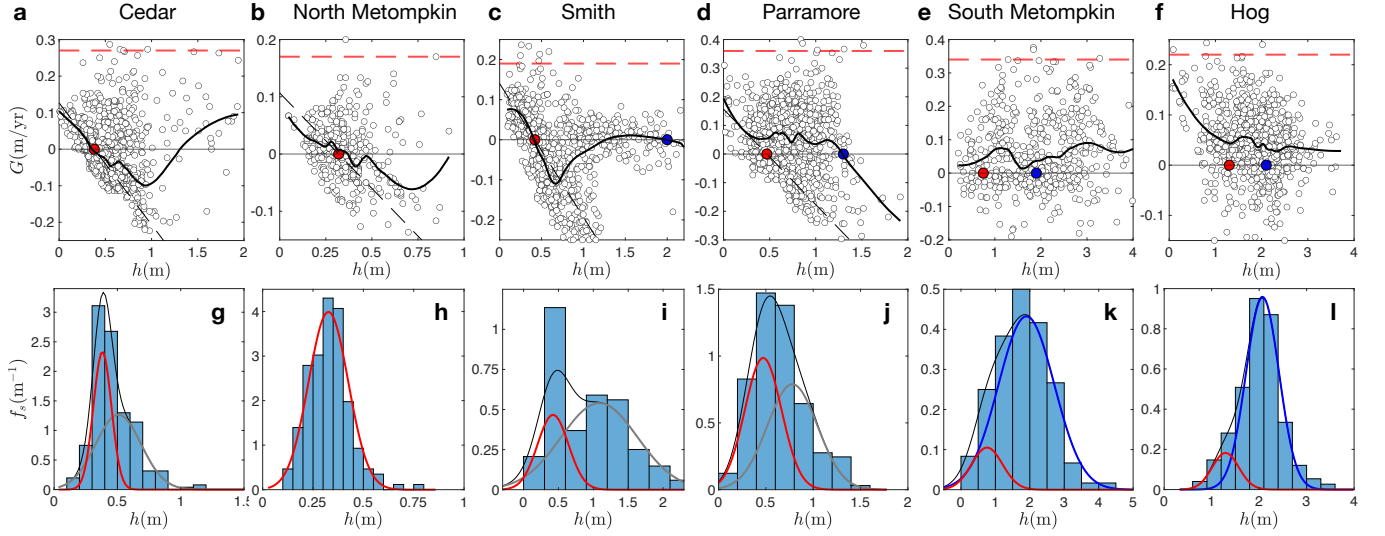 a Cedar b North Metompkin c Smith d Parramore e South Metompkin f Hog
0.3 0.2 0.1 0 -0.1 -0.2
G(m/yr)
0 0.5 1 1.5 2
h(m)
0.2 0.1 0 -0.1
0 0.25 0.5 0.75 1
h(m)
0.2 0.1 0 -0.1 -0.2
0 0.5 1 1.5 2
h(m)
0.4 0.3 0.2 0.1 0 -0.1 -0.2 -0.3
0 0.5 1 1.5 2
h(m)
0.4 0.3 0.2 0.1 0 -0.1 -0.2
0 1 2 3 4
h(m)
0.2 0.1 0 -0.1
0 1 2 3 4
h(m)
g h i j k l
3 2.5 2 1.5 1 0.5 0
fs(m⁻¹)
0 0.5 1 1.5
h(m)
4 3 2 1 0
0 0.25 0.5 0.75 1
h(m)
1 0.75 0.5 0.25 0
0 0.5 1 1.5 2
h(m)
1.5 1 0.5 0
0 0.5 1 1.5 2
h(m)
0.5 0.4 0.3 0.2 0.1 0
0 1 2 3 4 5
h(m)
1 0.8 0.6 0.4 0.2 0
0 1 2 3 4
h(m)